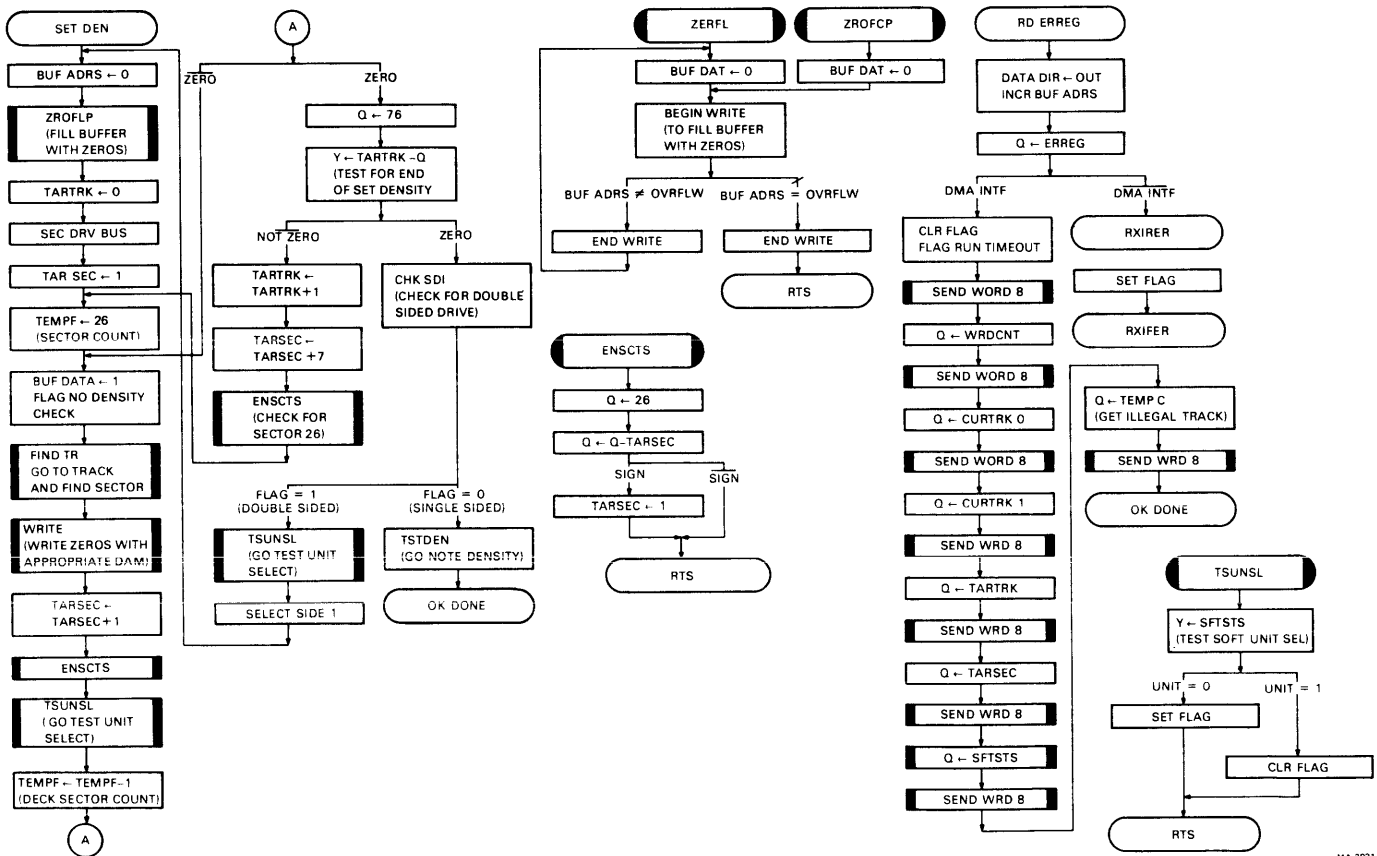 SET DEN
BUF ADRS ← 0
ZROFLP
(FILL BUFFER
WITH ZEROS)
TARTRK ← 0
SEC DRV BUS
TAR SEC ← 1
TEMPF ← 26
(SECTOR COUNT)
BUF DATA ← 1
FLAG NO DENSITY
CHECK
FIND TR
GO TO TRACK
AND FIND SECTOR
WRITE
(WRITE ZEROS WITH
APPROPRIATE DAM)
TARSEC ←
TARSEC+1
ENSCTS
TSUNSL
(GO TEST UNIT
SELECT)
TEMPF ← TEMPF-1
(DECK SECTOR COUNT)
A
A
ZERO
ZERO
Q ← 76
Y ← TARTRK -Q
(TEST FOR END
OF SET DENSITY
NOT ZERO
ZERO
TARTRK ←
TARTRK+1
TARSEC ←
TARSEC +7
ENSCTS
(CHECK FOR
SECTOR 26)
CHK SDI
(CHECK FOR DOUBLE
SIDED DRIVE)
FLAG = 1
(DOUBLE SIDED)
FLAG = 0
(SINGLE SIDED)
TSUNSL
(GO TEST UNIT
SELECT)
SELECT SIDE 1
TSTDEN
(GO NOTE DENSITY)
OK DONE
ZERFL
ZROFCP
BUF DAT ← 0
BUF DAT ← 0
BEGIN WRITE
(TO FILL BUFFER
WITH ZEROS)
BUF ADRS ≠ OVRFLW
BUF ADRS = OVRFLW
END WRITE
END WRITE
RTS
ENSCTS
Q ← 26
Q ← Q-TARSEC
SIGN
SIGN
TARSEC ← 1
RTS
RD ERREG
DATA DIR ← OUT
INCR BUF ADRS
Q ← ERREG
DMA INTF
DMA INTF
CLR FLAG
FLAG RUN TIMEOUT
RXIRER
SET FLAG
RXIFER
SEND WORD 8
Q ← WRDCNT
SEND WORD 8
Q ← CURTRK 0
SEND WORD 8
Q ← CURTRK 1
SEND WRD 8
Q ← TARTRK
SEND WRD 8
Q ← TARSEC
SEND WRD 8
Q ← SFTSTS
SEND WRD 8
Q ← TEMP C
(GET ILLEGAL TRACK)
SEND WRD 8
OK DONE
TSUNSL
Y ← SFTSTS
(TEST SOFT UNIT SEL)
UNIT = 0
UNIT = 1
SET FLAG
CLR FLAG
RTS